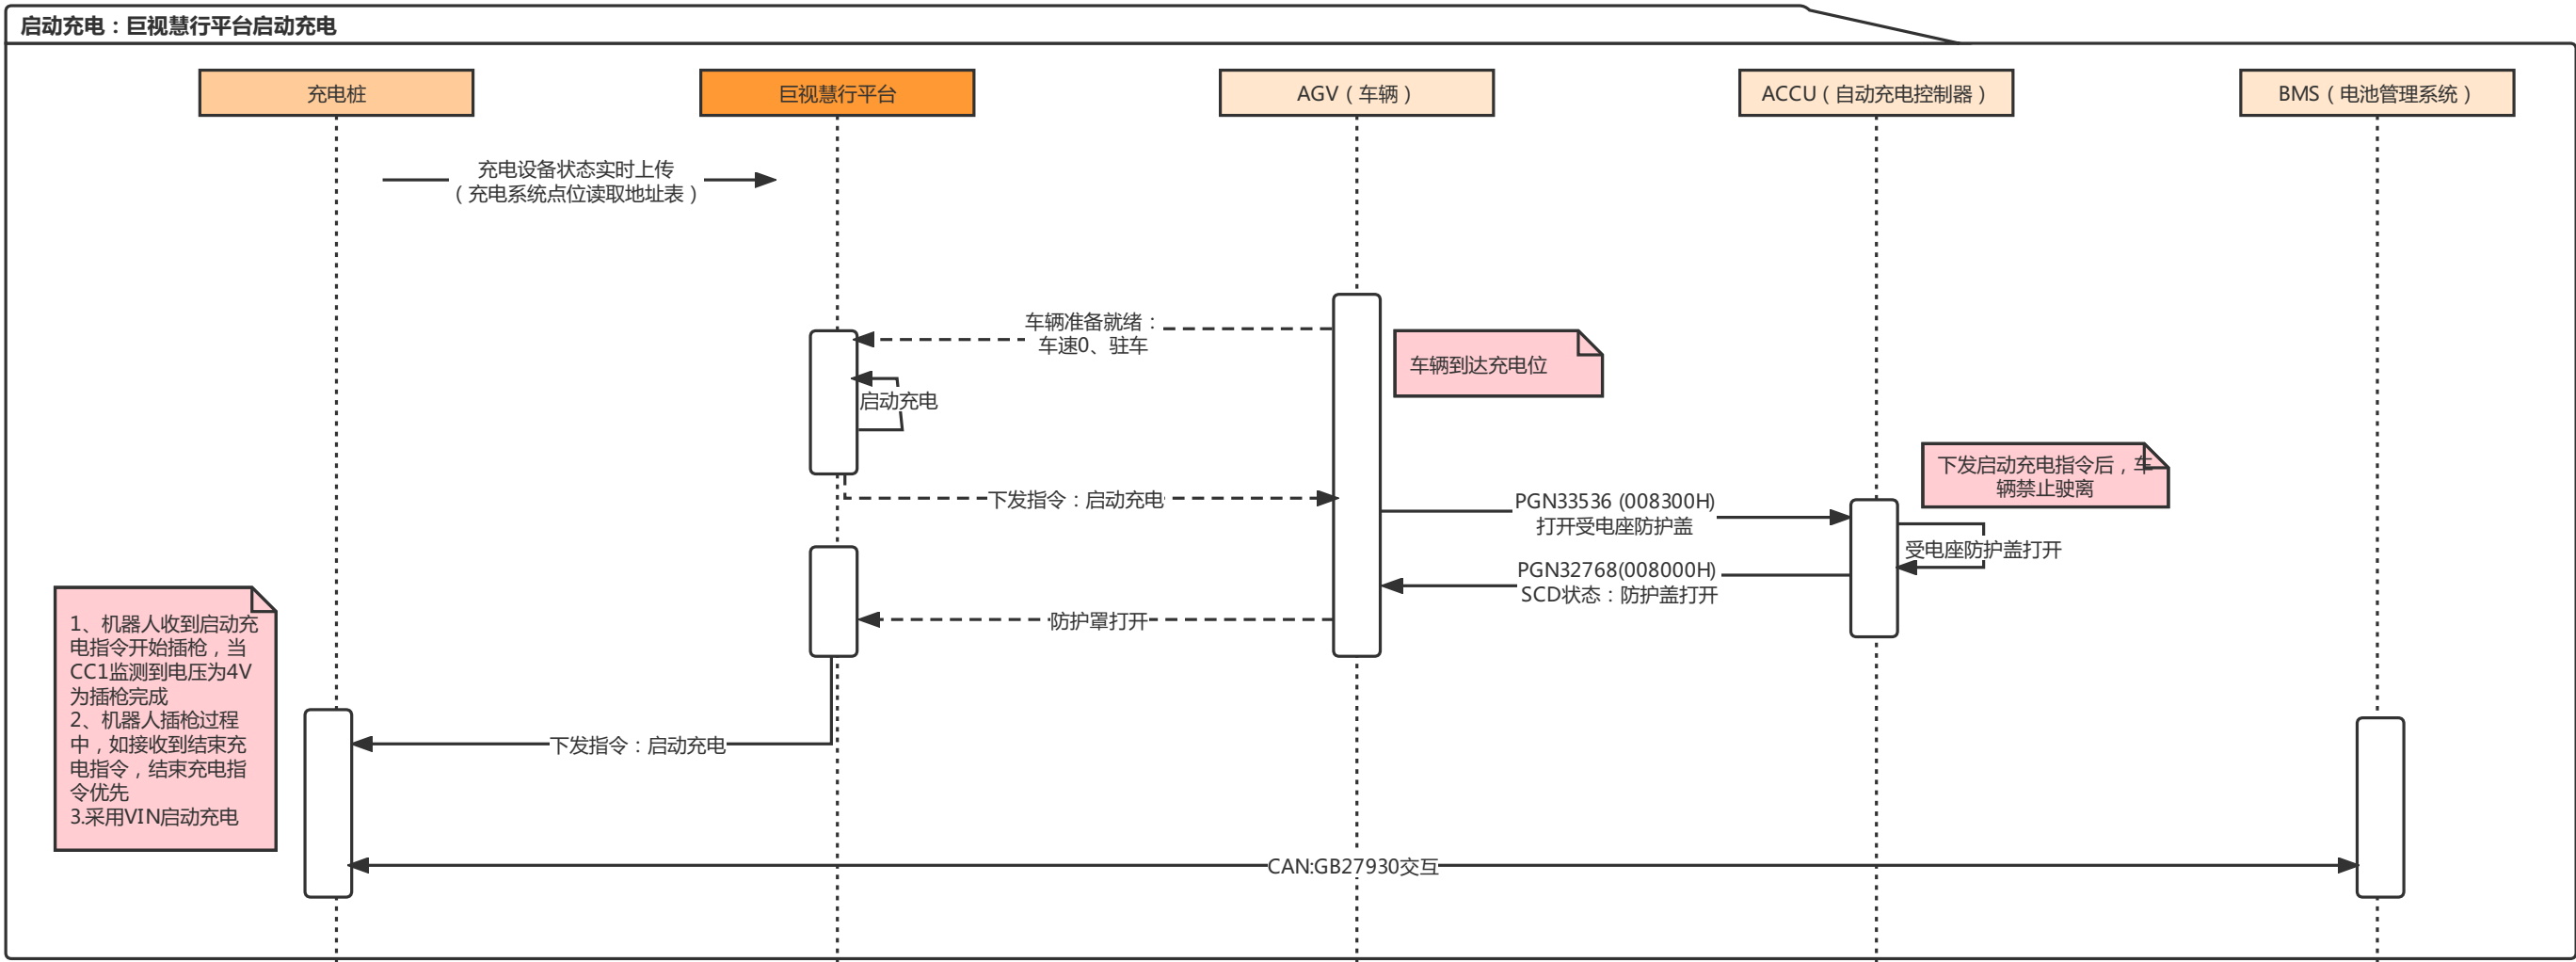 启动充电：巨视慧行平台启动充电
充电桩
巨视慧行平台
AGV（车辆）
ACCU（自动充电控制器）
BMS（电池管理系统）
充电设备状态实时上传
（充电系统点位读取地址表）
车辆准备就绪：
车速0、驻车
车辆到达充电位
启动充电
下发启动充电指令后，车
辆禁止驶离
下发指令：启动充电
PGN33536 (008300H)
打开受电座防护盖
受电座防护盖打开
PGN32768(008000H)
SCD状态：防护盖打开
防护罩打开
1、机器人收到启动充
电指令开始插枪，当
CC1监测到电压为4V
为插枪完成
2、机器人插枪过程
中，如接收到结束充
电指令，结束充电指
令优先
3.采用VIN启动充电
下发指令：启动充电
CAN:GB27930交互